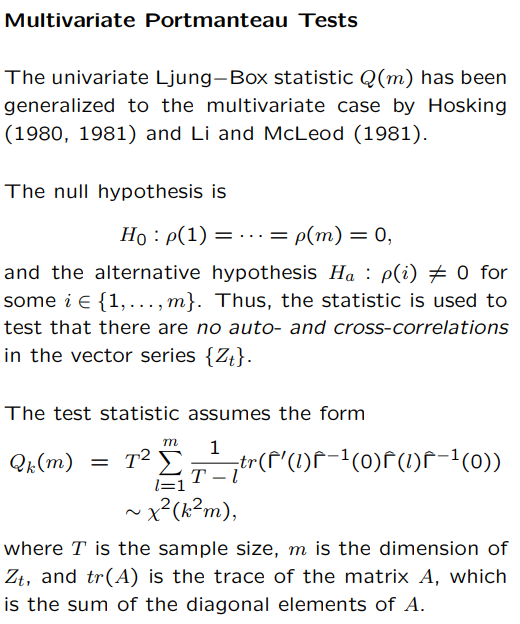 Multivariate Portmanteau Tests
The univariate Ljung–Box statistic Q(m) has been
generalized to the multivariate case by Hosking
(1980, 1981) and Li and McLeod (1981).
The null hypothesis is
H₀ : ρ(1) = ··· = ρ(m) = 0,
and the alternative hypothesis Hₐ : ρ(i) ≠ 0 for
some i ∈ {1, . . . , m}. Thus, the statistic is used to
test that there are no auto- and cross-correlations
in the vector series {Zₜ}.
The test statistic assumes the form
Qₖ(m) = T² ∑_{l=1}^{m} \frac{1}{T − l} tr(Γ̂′(l)Γ̂⁻¹(0)Γ̂(l)Γ̂⁻¹(0))
∼ χ²(k²m),
where T is the sample size, m is the dimension of
Zₜ, and tr(A) is the trace of the matrix A, which
is the sum of the diagonal elements of A.